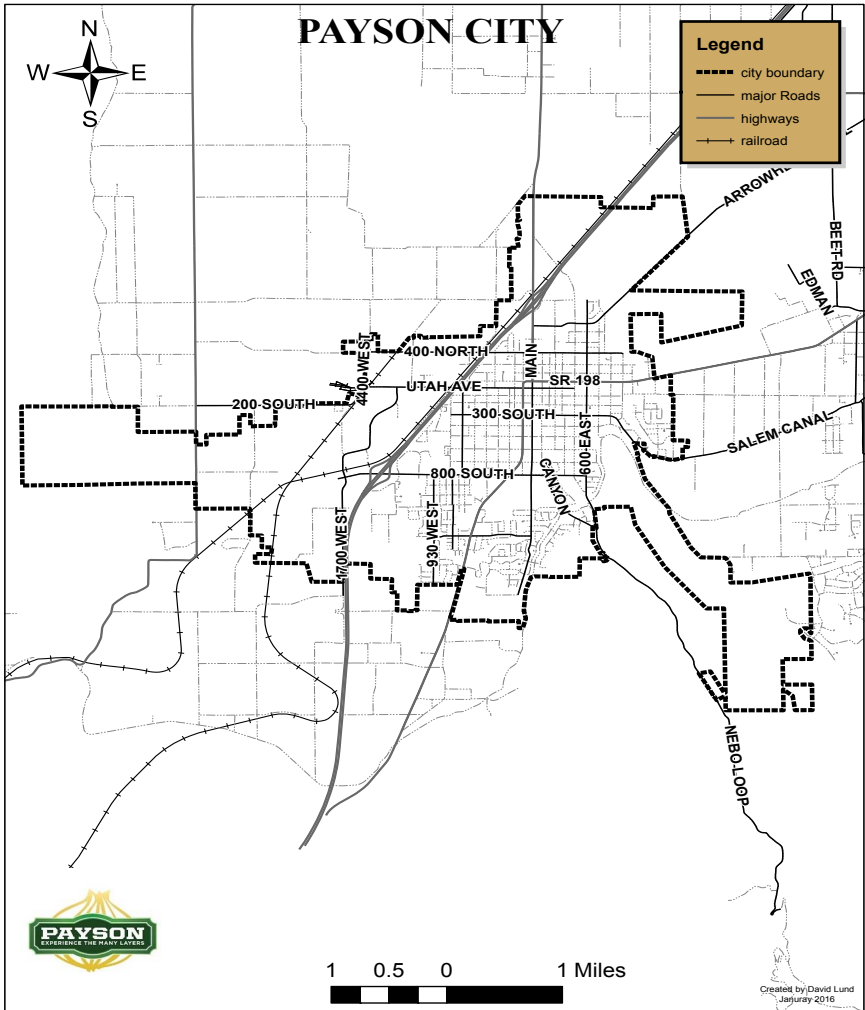 PAYSON CITY
N
W E
S
Legend
city boundary
major Roads
highways
railroad
ARROWHE
BEET-RD
EDMAN
4400-WEST
400-NORTH
MAIN
UTAH AVE
SR 198
200-SOUTH
300-SOUTH
600-EAST
SALEM-CANAL
800-SOUTH
CANYON
930-WEST
1700-WEST
NEBO-LOOP
PAYSON
EXPERIENCE THE MANY LAYERS
1 0.5 0 1 Miles
Created by David Lund
Januray 2016